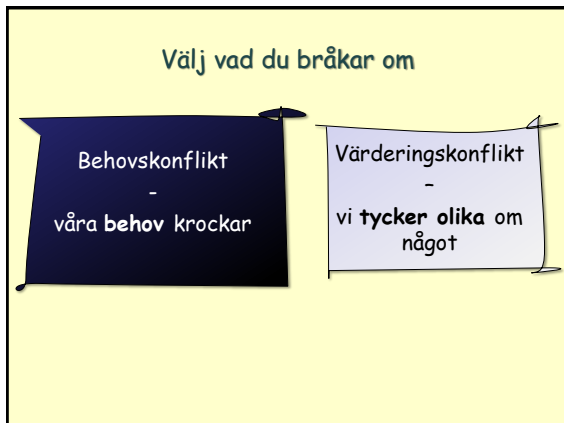 Välj vad du bråkar om
Behovskonflikt
-
våra behov krockar
Värderingskonflikt
–
vi tycker olika om
något